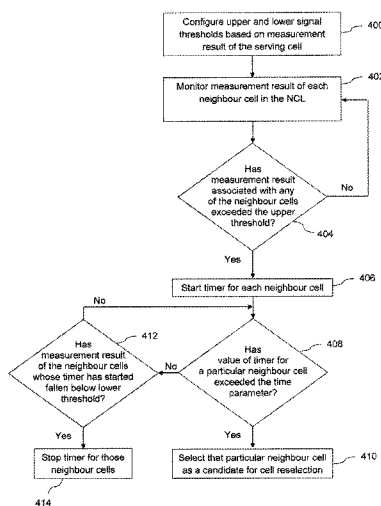 Configure upper and lower signal
thresholds based on measurement
result of the serving cell
400
402
Monitor measurement result of each
neighbour cell in the NCL
Has
measurement result
associated with any
of the neighbour cells
exceeded the upper
threshold?
No
404
Yes
Start timer for each neighbour cell
406
No
412
Has
measurement result
of the neighbour cells
whose timer has started
fallen below lower
threshold?
No
408
Has
value of timer for
a particular neighbour cell
exceeded the time
parameter?
Yes
Yes
Stop timer for those
neighbour cells
414
Select that particular neighbour cell
as a candidate for cell reselection
410